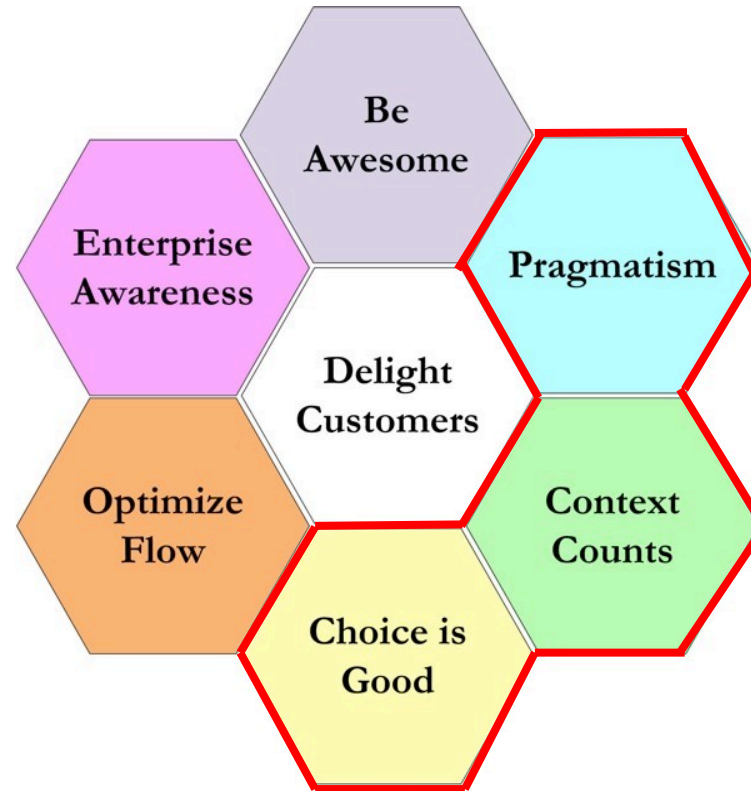 Be
Awesome
Enterprise
Awareness
Pragmatism
Delight
Customers
Optimize
Flow
Context
Counts
Choice is
Good